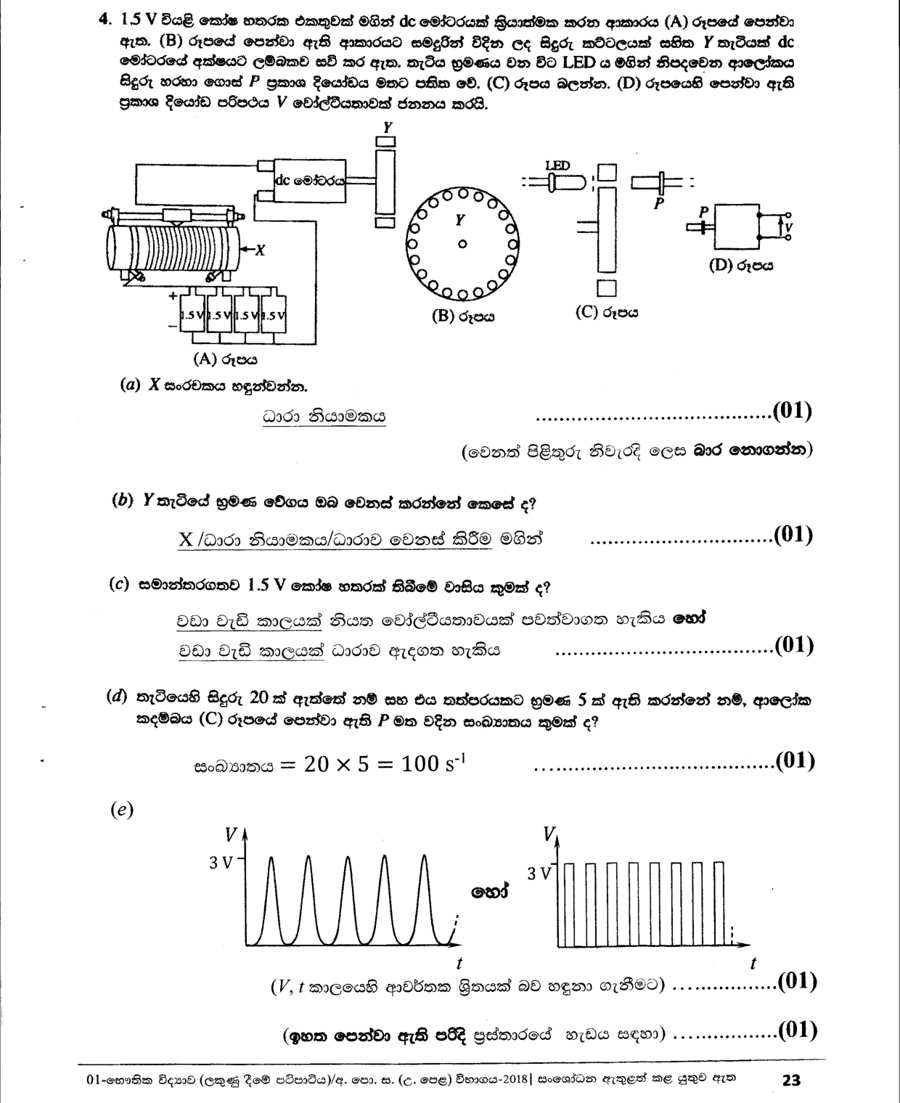 4. 1.5 V වියළි කෝෂ හතරක එකතුවක් මගින් dc මෝටරයක් ක්‍රියාත්මක කරන ආකාරය (A) රූපයේ පෙන්වා
ඇත. (B) රූපයේ පෙන්වා ඇති ආකාරයට සමදුරින් විදින ලද සිදුරු කට්ටලයක් සහිත Y තැටියක් dc
මෝටරයේ අක්ෂයට ලම්බකව සවි කර ඇත. තැටිය භ්‍රමණය වන විට LED ය මගින් නිපදවෙන ආලෝකය
සිදුරු හරහා ගොස් P ප්‍රකාශ දියෝඩය මතට පතිත වේ. (C) රූපය බලන්න. (D) රූපයෙහි පෙන්වා ඇති
ප්‍රකාශ දියෝඩ පරිපථය V වෝල්ටීයතාවක් ජනනය කරයි.
Y
dc මෝටරය
X
+
−
1.5 V 1.5 V 1.5 V 1.5 V
(A) රූපය
Y
(B) රූපය
LED
P
(C) රූපය
P
V
(D) රූපය
(a) X සංරචකය හඳුන්වන්න.
ධාරා නියාමකය ........................................(01)
(වෙනත් පිළිතුරු නිවැරදි ලෙස බාර නොගන්න)
(b) Y තැටියේ භ්‍රමණ වේගය ඔබ වෙනස් කරන්නේ කෙසේ ද?
X /ධාරා නියාමකය/ධාරාව වෙනස් කිරීම මගින් ...............................(01)
(c) සමාන්තරගතව 1.5 V කෝෂ හතරක් තිබීමේ වාසිය කුමක් ද?
වඩා වැඩි කාලයක් නියත වෝල්ටීයතාවයක් පවත්වාගත හැකිය හෝ
වඩා වැඩි කාලයක් ධාරාව ඇදගත හැකිය .....................................(01)
(d) තැටියෙහි සිදුරු 20 ක් ඇත්තේ නම් සහ එය තත්පරයකට භ්‍රමණ 5 ක් ඇති කරන්නේ නම්, ආලෝක
කදම්බය (C) රූපයේ පෙන්වා ඇති P මත වදින සංඛ්‍යාතය කුමක් ද?
සංඛ්‍යාතය = 20 × 5 = 100 s⁻¹ ........................................(01)
(e)
V
3 V
t
හෝ
V
3 V
t
(V, t කාලයෙහි ආවර්තක ශ්‍රිතයක් බව හඳුනා ගැනීමට) ..................(01)
(ඉහත පෙන්වා ඇති පරිදි ප්‍රස්තාරයේ හැඩය සඳහා) ..................(01)
01-භෞතික විද්‍යාව (ලකුණු දීමේ පටිපාටිය)/අ. පො. ස. (උ. පෙළ) විභාගය-2018| සංශෝධන ඇතුළත් කළ යුතුව ඇත 23